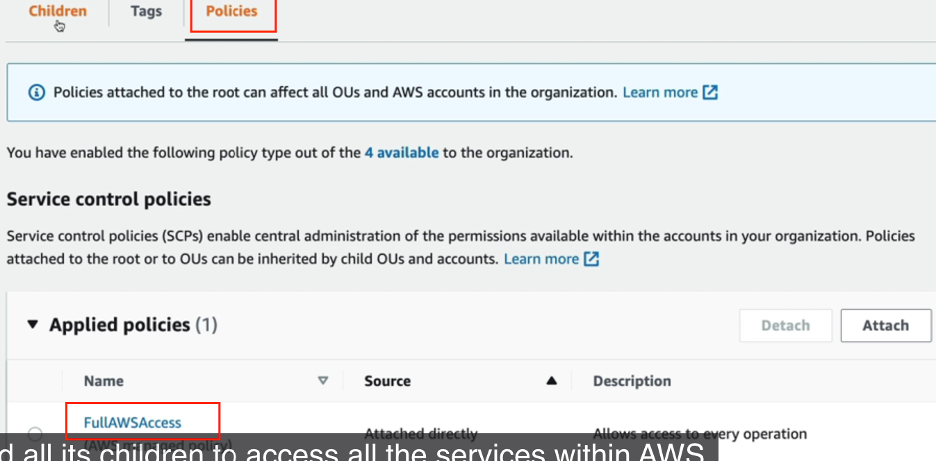 Children Tags Policies
Policies attached to the root can affect all OUs and AWS accounts in the organization. Learn more
You have enabled the following policy type out of the 4 available to the organization.
Service control policies
Service control policies (SCPs) enable central administration of the permissions available within the accounts in your organization. Policies
attached to the root or to OUs can be inherited by child OUs and accounts. Learn more
Applied policies (1) Detach Attach
Name Source Description
FullAWSAccess
(AWS managed policy) Attached directly Allows access to every operation
all its children to access all the services within AWS